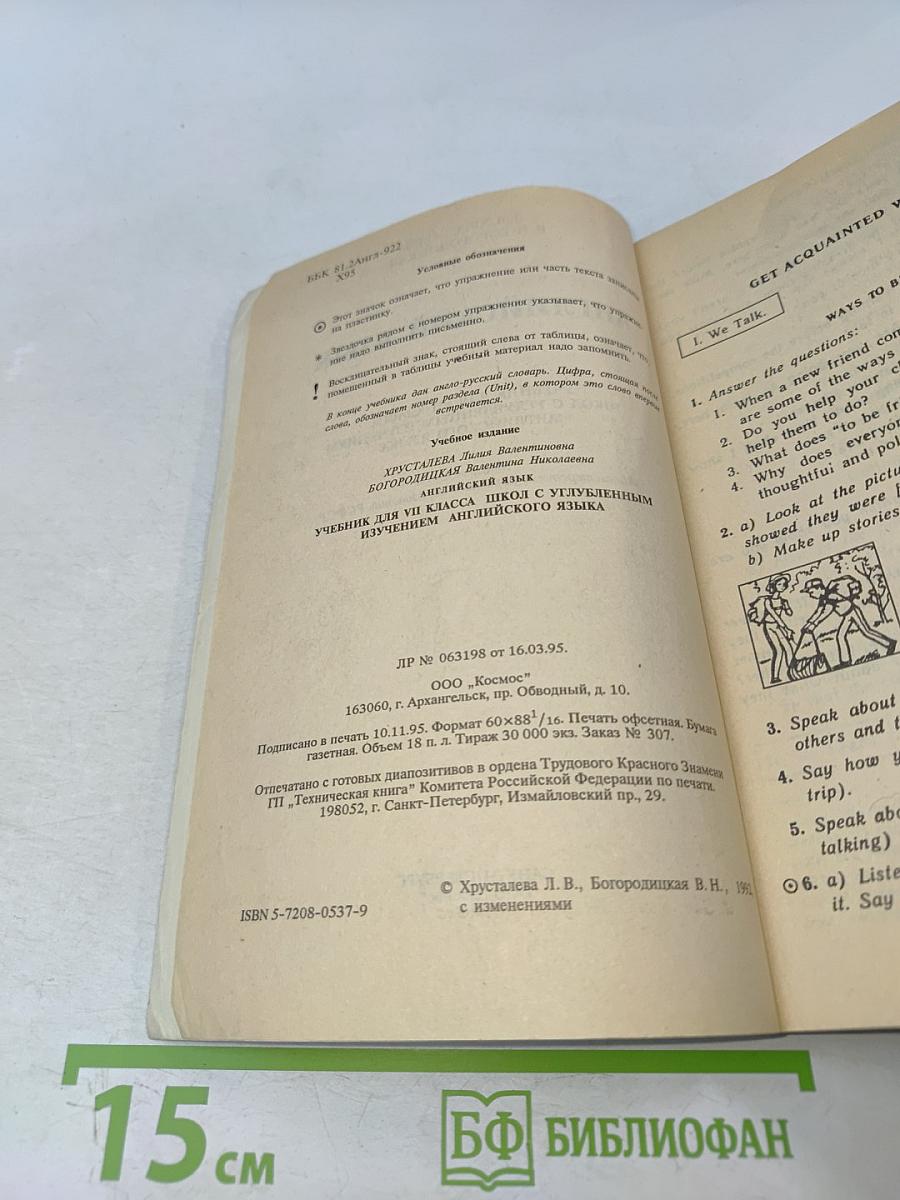 ББК 81.2Англ-922
Х95
Условные обозначения
Этот значок означает, что упражнение или часть текста записаны
на пластинку.
* Звездочка рядом с номером упражнения указывает, что упражне-
ние надо выполнить письменно.
! Восклицательный знак, стоящий слева от таблицы, означает, что
помещенный в таблицы учебный материал надо запомнить.
В конце учебника дан англо-русский словарь. Цифра, стоящая после
слова, обозначает номер раздела (Unit), в котором это слово впервые
встречается.
Учебное издание
ХРУСТАЛЕВА Лилия Валентиновна
БОГОРОДИЦКАЯ Валентина Николаевна
АНГЛИЙСКИЙ ЯЗЫК
УЧЕБНИК ДЛЯ VII КЛАССА ШКОЛ С УГЛУБЛЕННЫМ
ИЗУЧЕНИЕМ АНГЛИЙСКОГО ЯЗЫКА
ЛР № 063198 от 16.03.95.
ООО „Космос"
163060, г. Архангельск, пр. Обводный, д. 10.
Подписано в печать 10.11.95. Формат 60×88¹/16. Печать офсетная. Бумага
газетная. Объем 18 п. л. Тираж 30 000 экз. Заказ № 307.
Отпечатано с готовых диапозитивов в ордена Трудового Красного Знамени
ГП „Техническая книга" Комитета Российской Федерации по печати.
198052, г. Санкт-Петербург, Измайловский пр., 29.
© Хрусталева Л. В., Богородицкая В. Н.,
с изменениями
ISBN 5-7208-0537-9
GET ACQUAINTED
I. We Talk.
WAYS TO
1. Answer the questions:
1. When a new friend
are some of the ways
2. Do you help your
help them to do?
3. What does "to be
4. Why does everyon
thoughtful and
2. a) Look at the
showed they were
b) Make up stories
3. Speak about
others and
4. Say how
trip).
5. Speak
talking)
6. a)
it. Say
15 см
БФ БИБЛИОФАН